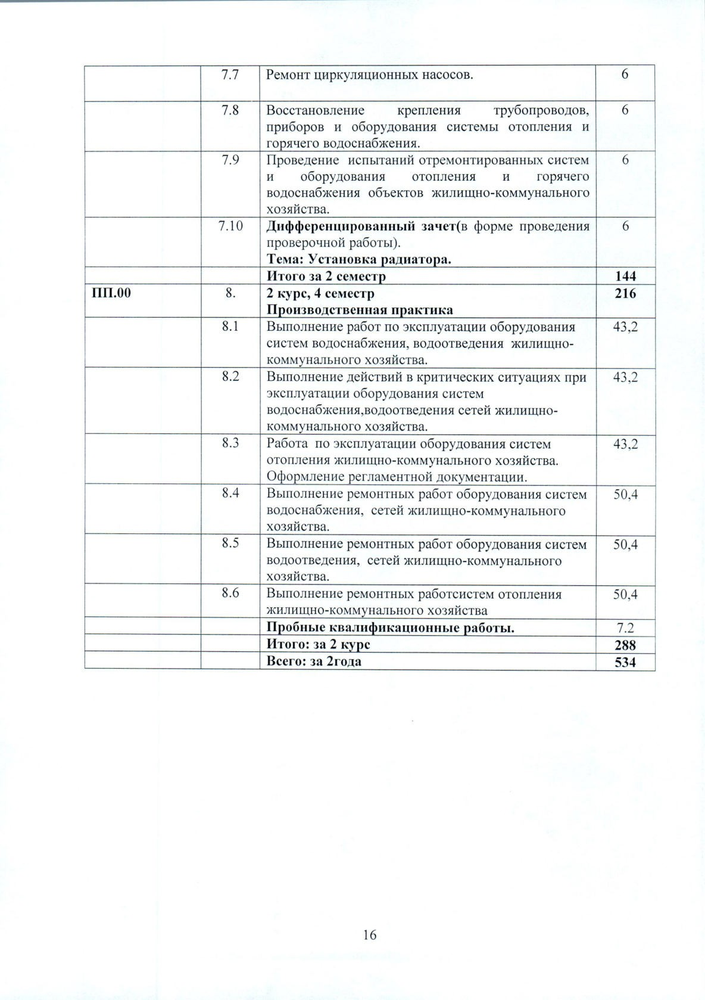 7.7 Ремонт циркуляционных насосов. 6
7.8 Восстановление крепления трубопроводов, 6
приборов и оборудования системы отопления и
горячего водоснабжения.
7.9 Проведение испытаний отремонтированных систем 6
и оборудования отопления и горячего
водоснабжения объектов жилищно-коммунального
хозяйства.
7.10 Дифференцированный зачет(в форме проведения 6
проверочной работы).
Тема: Установка радиатора.
Итого за 2 семестр 144
ПП.00 8. 2 курс, 4 семестр 216
Производственная практика
8.1 Выполнение работ по эксплуатации оборудования 43,2
систем водоснабжения, водоотведения жилищно-
коммунального хозяйства.
8.2 Выполнение действий в критических ситуациях при 43,2
эксплуатации оборудования систем
водоснабжения,водоотведения сетей жилищно-
коммунального хозяйства.
8.3 Работа по эксплуатации оборудования систем 43,2
отопления жилищно-коммунального хозяйства.
Оформление регламентной документации.
8.4 Выполнение ремонтных работ оборудования систем 50,4
водоснабжения, сетей жилищно-коммунального
хозяйства.
8.5 Выполнение ремонтных работ оборудования систем 50,4
водоотведения, сетей жилищно-коммунального
хозяйства.
8.6 Выполнение ремонтных работсистем отопления 50,4
жилищно-коммунального хозяйства
Пробные квалификационные работы. 7.2
Итого: за 2 курс 288
Всего: за 2года 534
16